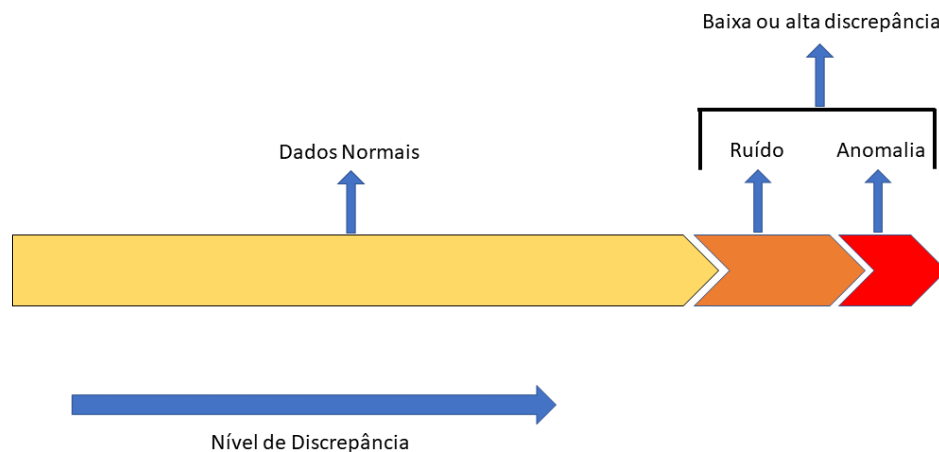 Baixa ou alta discrepância
Dados Normais
Ruído
Anomalia
Nível de Discrepância